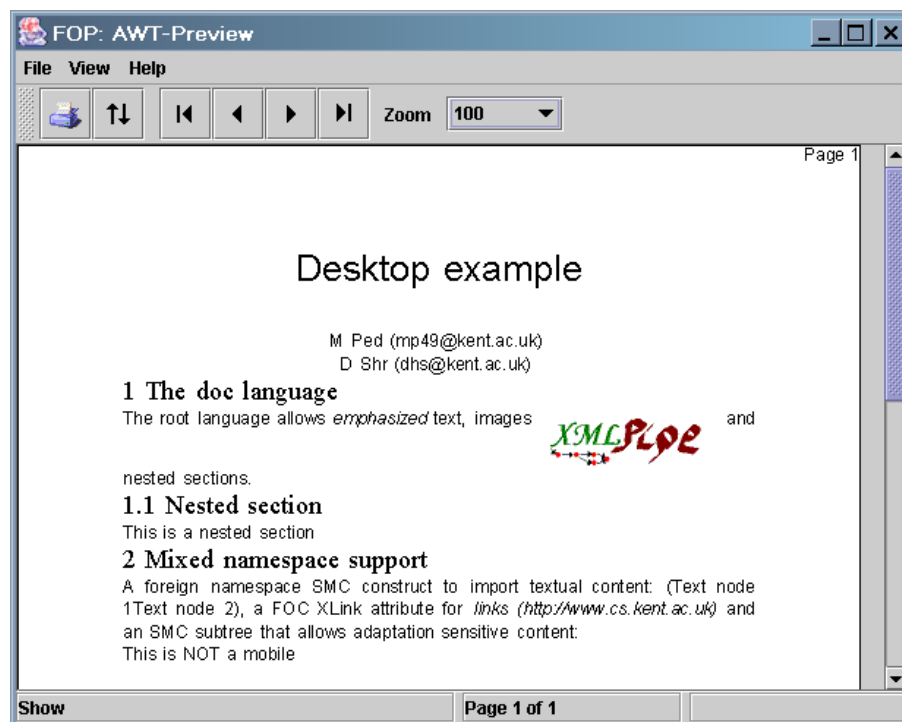 FOP: AWT-Preview
File View Help
Zoom 100
Page 1
Desktop example
M Ped (mp49@kent.ac.uk)
D Shr (dhs@kent.ac.uk)
1 The doc language
The root language allows emphasized text, images XMLPipe and
nested sections.
1.1 Nested section
This is a nested section
2 Mixed namespace support
A foreign namespace SMC construct to import textual content: (Text node
1Text node 2), a FOC XLink attribute for links (http://www.cs.kent.ac.uk) and
an SMC subtree that allows adaptation sensitive content:
This is NOT a mobile
Show Page 1 of 1